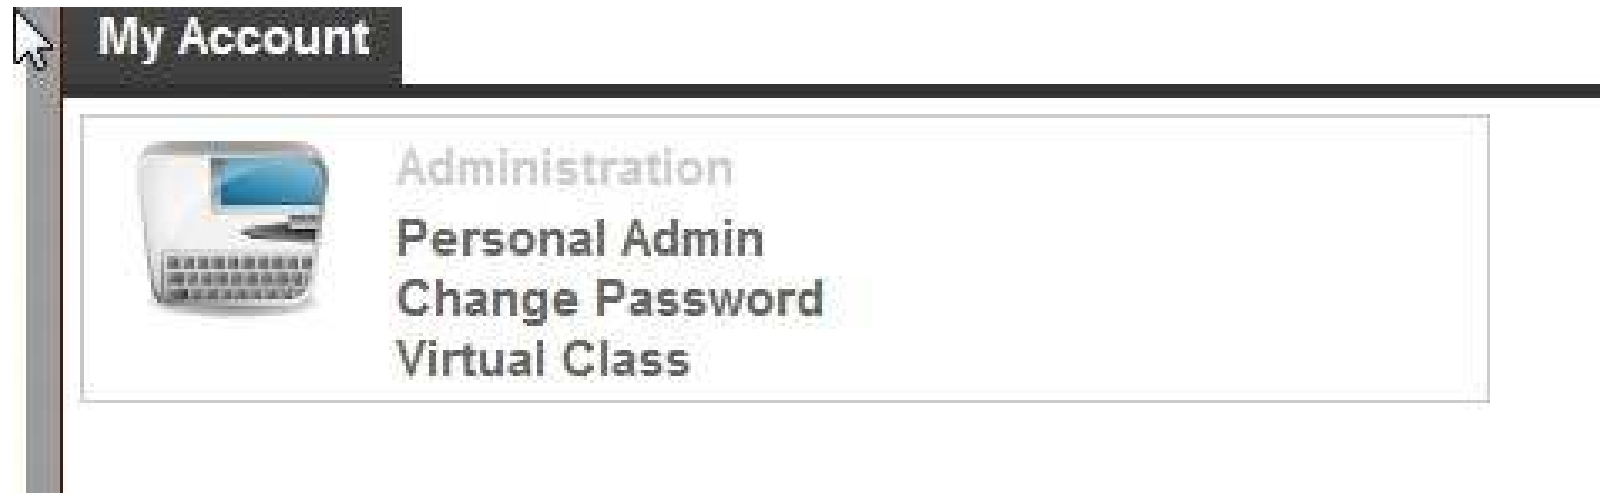 My Account
Administration
Personal Admin
Change Password
Virtual Class